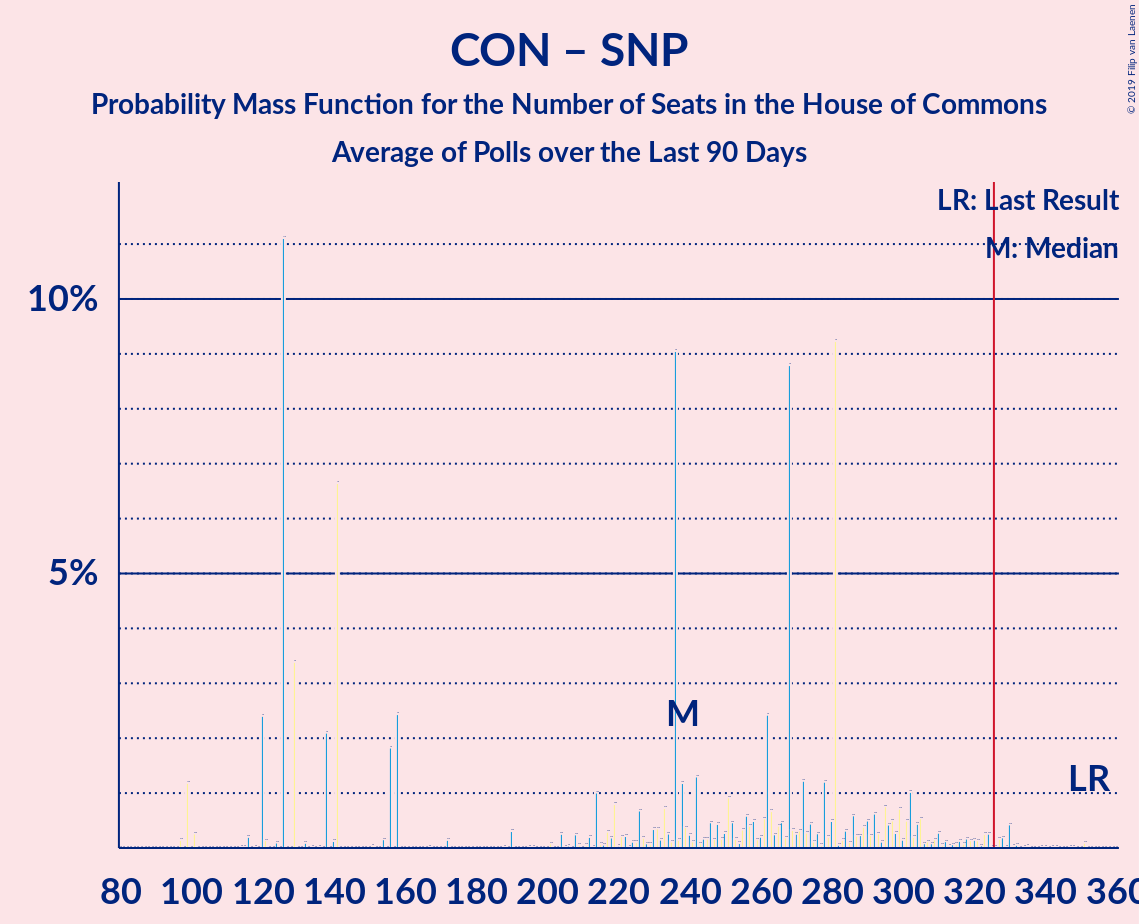 CON – SNP
Probability Mass Function for the Number of Seats in the House of Commons
Average of Polls over the Last 90 Days
© 2019 Filip van Laenen
LR: Last Result
M: Median
10%
5%
M
LR
80 100 120 140 160 180 200 220 240 260 280 300 320 340 360